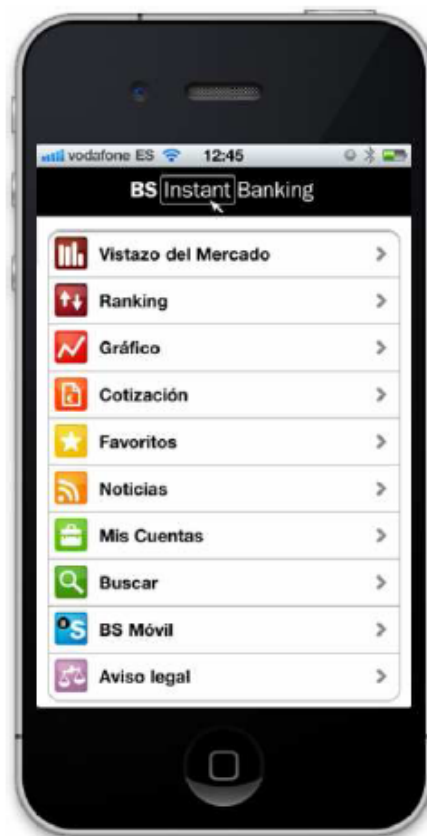 vodafone ES 12:45
BS Instant Banking
Vistazo del Mercado
Ranking
Gráfico
Cotización
Favoritos
Noticias
Mis Cuentas
Buscar
BS Móvil
Aviso legal